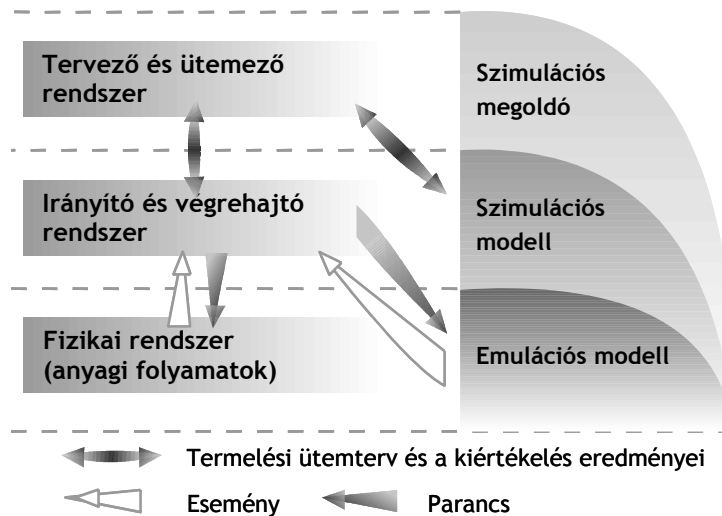 Tervező és ütemező
rendszer
Szimulációs
megoldó
Irányító és végrehajtó
rendszer
Szimulációs
modell
Fizikai rendszer
(anyagi folyamatok)
Emulációs modell
Termelési ütemterv és a kiértékelés eredményei
Esemény
Parancs